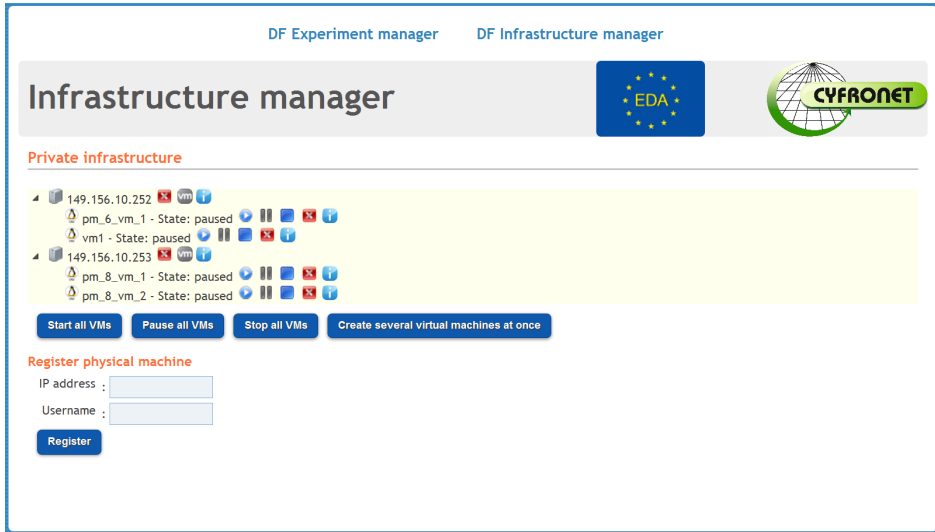 DF Experiment manager DF Infrastructure manager
Infrastructure manager
EDA
CYFRONET
Private infrastructure
149.156.10.252 vm i
pm_6_vm_1 - State: paused i
vm1 - State: paused i
149.156.10.253 vm i
pm_8_vm_1 - State: paused i
pm_8_vm_2 - State: paused i
Start all VMs Pause all VMs Stop all VMs Create several virtual machines at once
Register physical machine
IP address :
Username :
Register